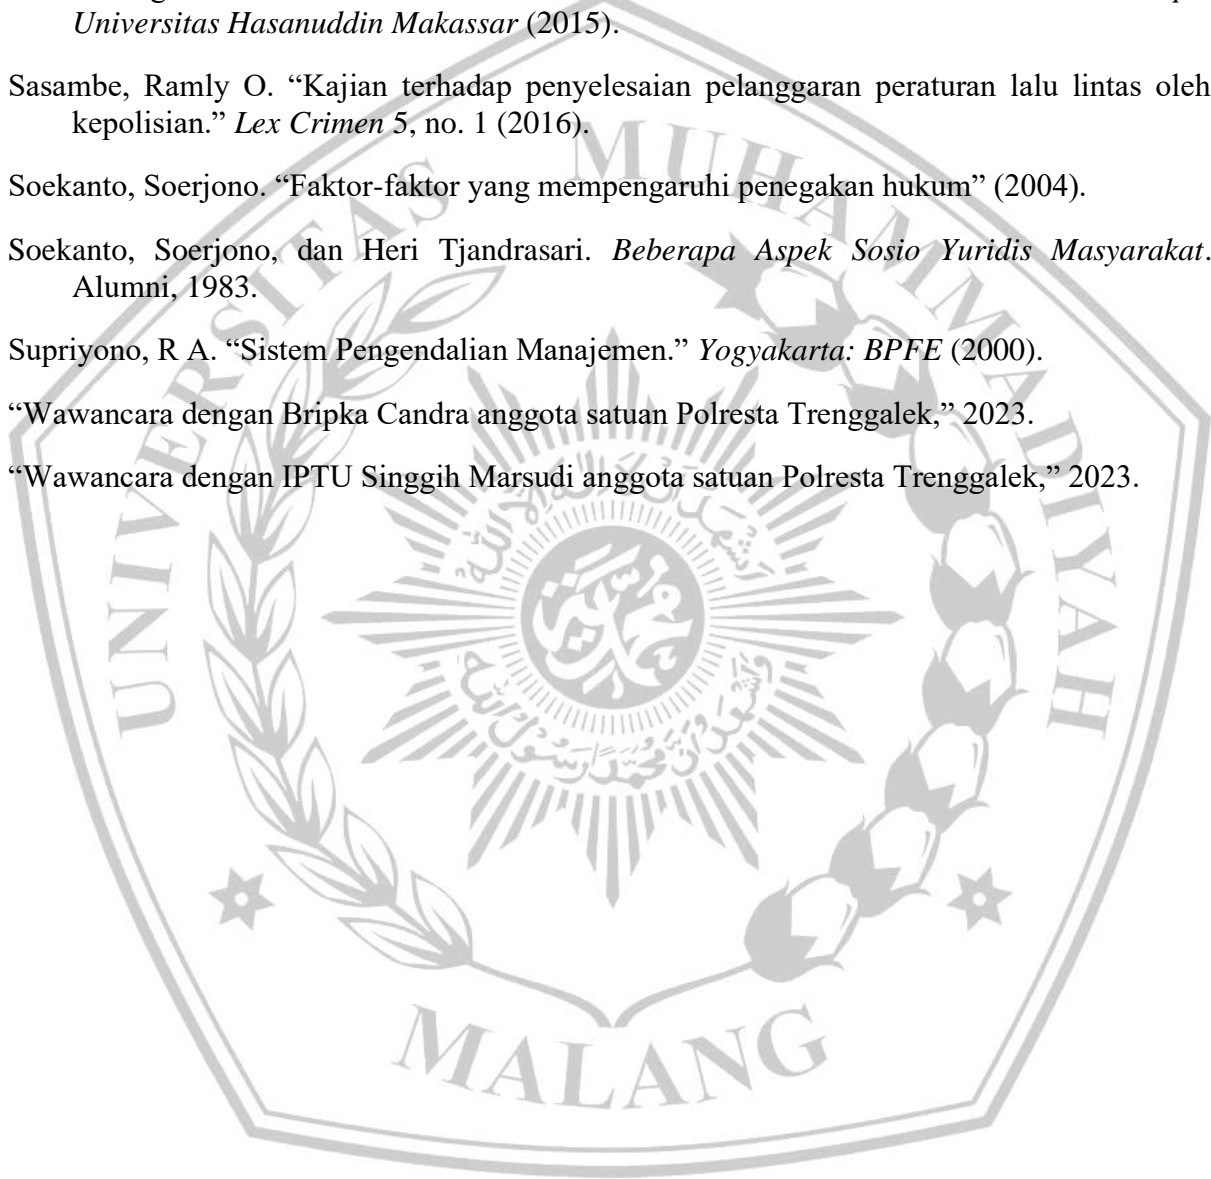 Universitas Hasanuddin Makassar (2015).
Sasambe, Ramly O. “Kajian terhadap penyelesaian pelanggaran peraturan lalu lintas oleh
kepolisian.” Lex Crimen 5, no. 1 (2016).
Soekanto, Soerjono. “Faktor-faktor yang mempengaruhi penegakan hukum” (2004).
Soekanto, Soerjono, dan Heri Tjandrasari. Beberapa Aspek Sosio Yuridis Masyarakat.
Alumni, 1983.
Supriyono, R A. “Sistem Pengendalian Manajemen.” Yogyakarta: BPFE (2000).
“Wawancara dengan Bripka Candra anggota satuan Polresta Trenggalek,” 2023.
“Wawancara dengan IPTU Singgih Marsudi anggota satuan Polresta Trenggalek,” 2023.
UNIVERSITAS MUHAMMADIYAH
MALANG